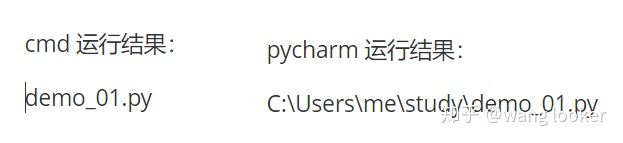 cmd 运行结果：
demo_01.py
pycharm 运行结果：
C:\Users\me\study\demo_01.py
知乎 @wang looker